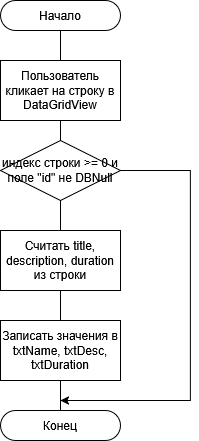 Начало
Пользователь
кликает на строку в
DataGridView
индекс строки >= 0 и
поле "id" не DBNull
Считать title,
description, duration
из строки
Записать значения в
txtName, txtDesc,
txtDuration
Конец